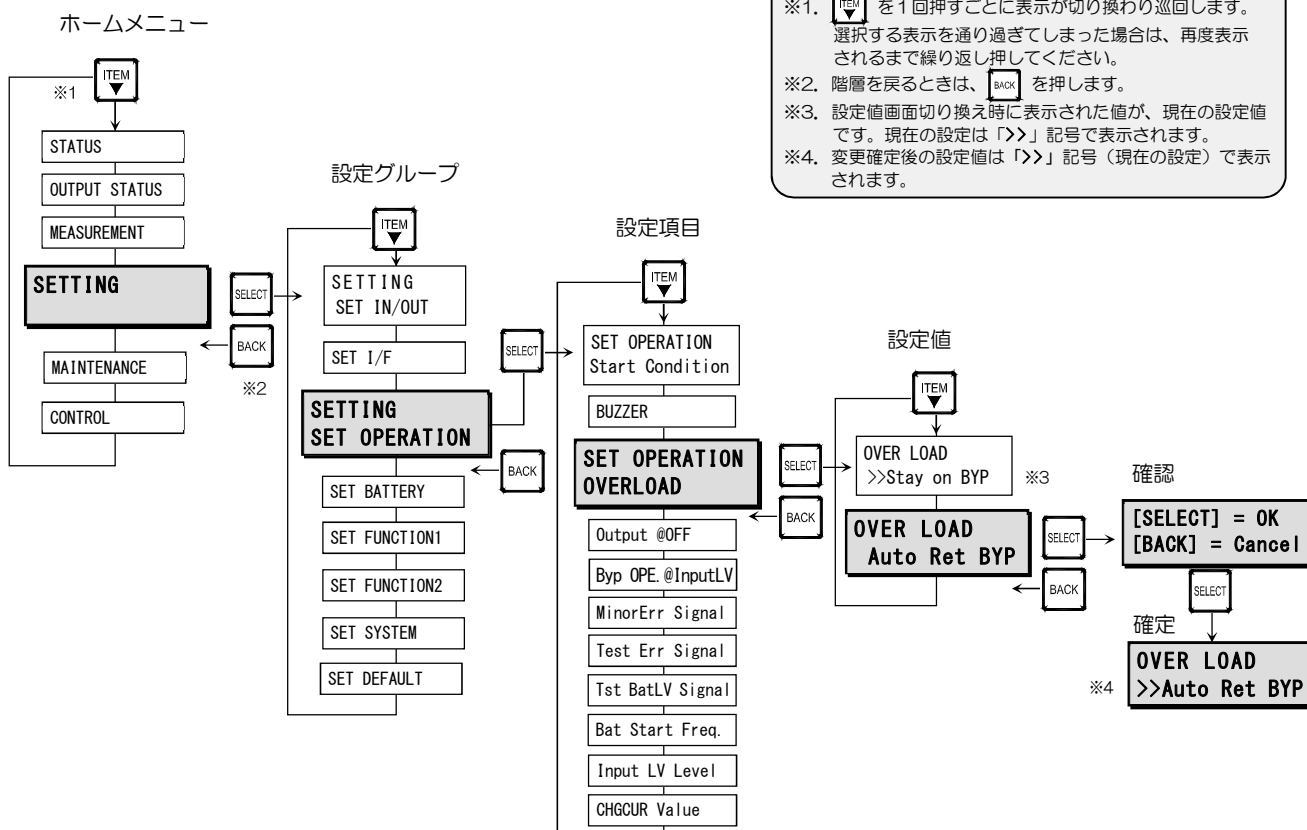 ※1. ITEM を1回押すごとに表示が切り換わり巡回します。
選択する表示を通り過ぎてしまった場合は、再度表示
されるまで繰り返し押してください。
※2. 階層を戻るときは、 BACK を押します。
※3. 設定値画面切り換え時に表示された値が、現在の設定値
です。現在の設定は「>>」記号で表示されます。
※4. 変更確定後の設定値は「>>」記号（現在の設定）で表示
されます。
ホームメニュー
ITEM
※1
STATUS
OUTPUT STATUS
MEASUREMENT
SETTING
MAINTENANCE
CONTROL
SELECT
BACK
※2
設定グループ
ITEM
SETTING
SET IN/OUT
SET I/F
SETTING
SET OPERATION
SET BATTERY
SET FUNCTION1
SET FUNCTION2
SET SYSTEM
SET DEFAULT
SELECT
BACK
設定項目
ITEM
SET OPERATION
Start Condition
BUZZER
SET OPERATION
OVERLOAD
Output @OFF
Byp OPE.@InputLV
MinorErr Signal
Test Err Signal
Tst BatLV Signal
Bat Start Freq.
Input LV Level
CHGCUR Value
SELECT
BACK
設定値
ITEM
OVER LOAD
>>Stay on BYP
※3
OVER LOAD
Auto Ret BYP
SELECT
BACK
確認
[SELECT] = OK
[BACK] = Cancel
SELECT
確定
OVER LOAD
>>Auto Ret BYP
※4